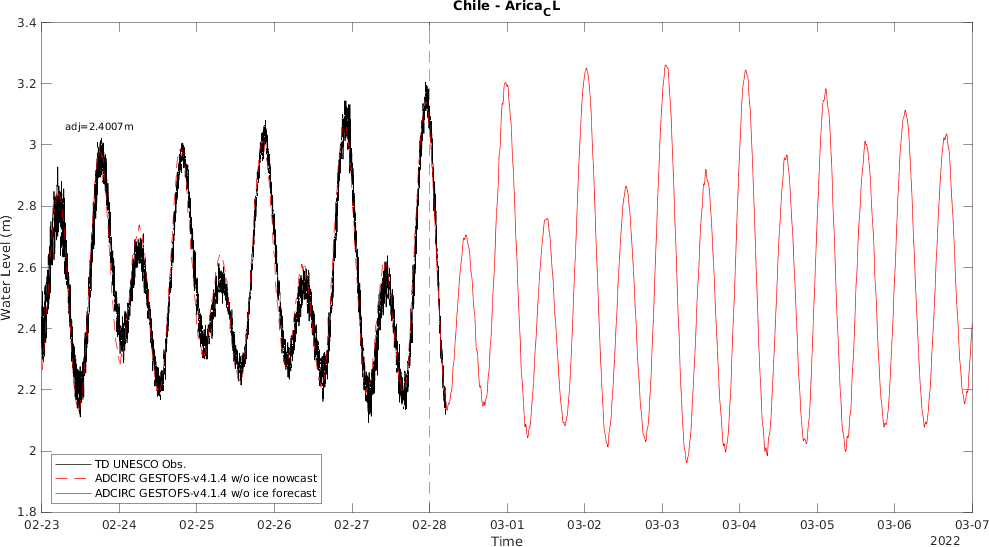 Chile - Arica_CL
3.4
3.2
3
2.8
2.6
2.4
2.2
2
1.8
Water Level (m)
adj=2.4007m
TD UNESCO Obs.
ADCIRC GESTOFS-v4.1.4 w/o ice nowcast
ADCIRC GESTOFS-v4.1.4 w/o ice forecast
02-23 02-24 02-25 02-26 02-27 02-28 03-01 03-02 03-03 03-04 03-05 03-06 03-07
Time
2022